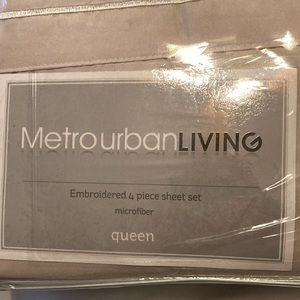 MetrourbanLIVING
Embroidered 4 piece sheet set
microfiber
queen